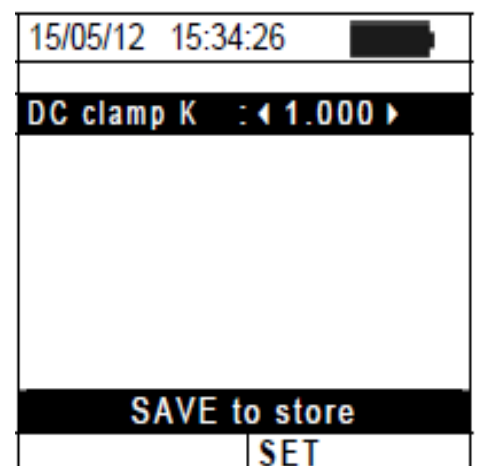 15/05/12 15:34:26
DC clamp K :◄ 1.000 ►
SAVE to store
SET